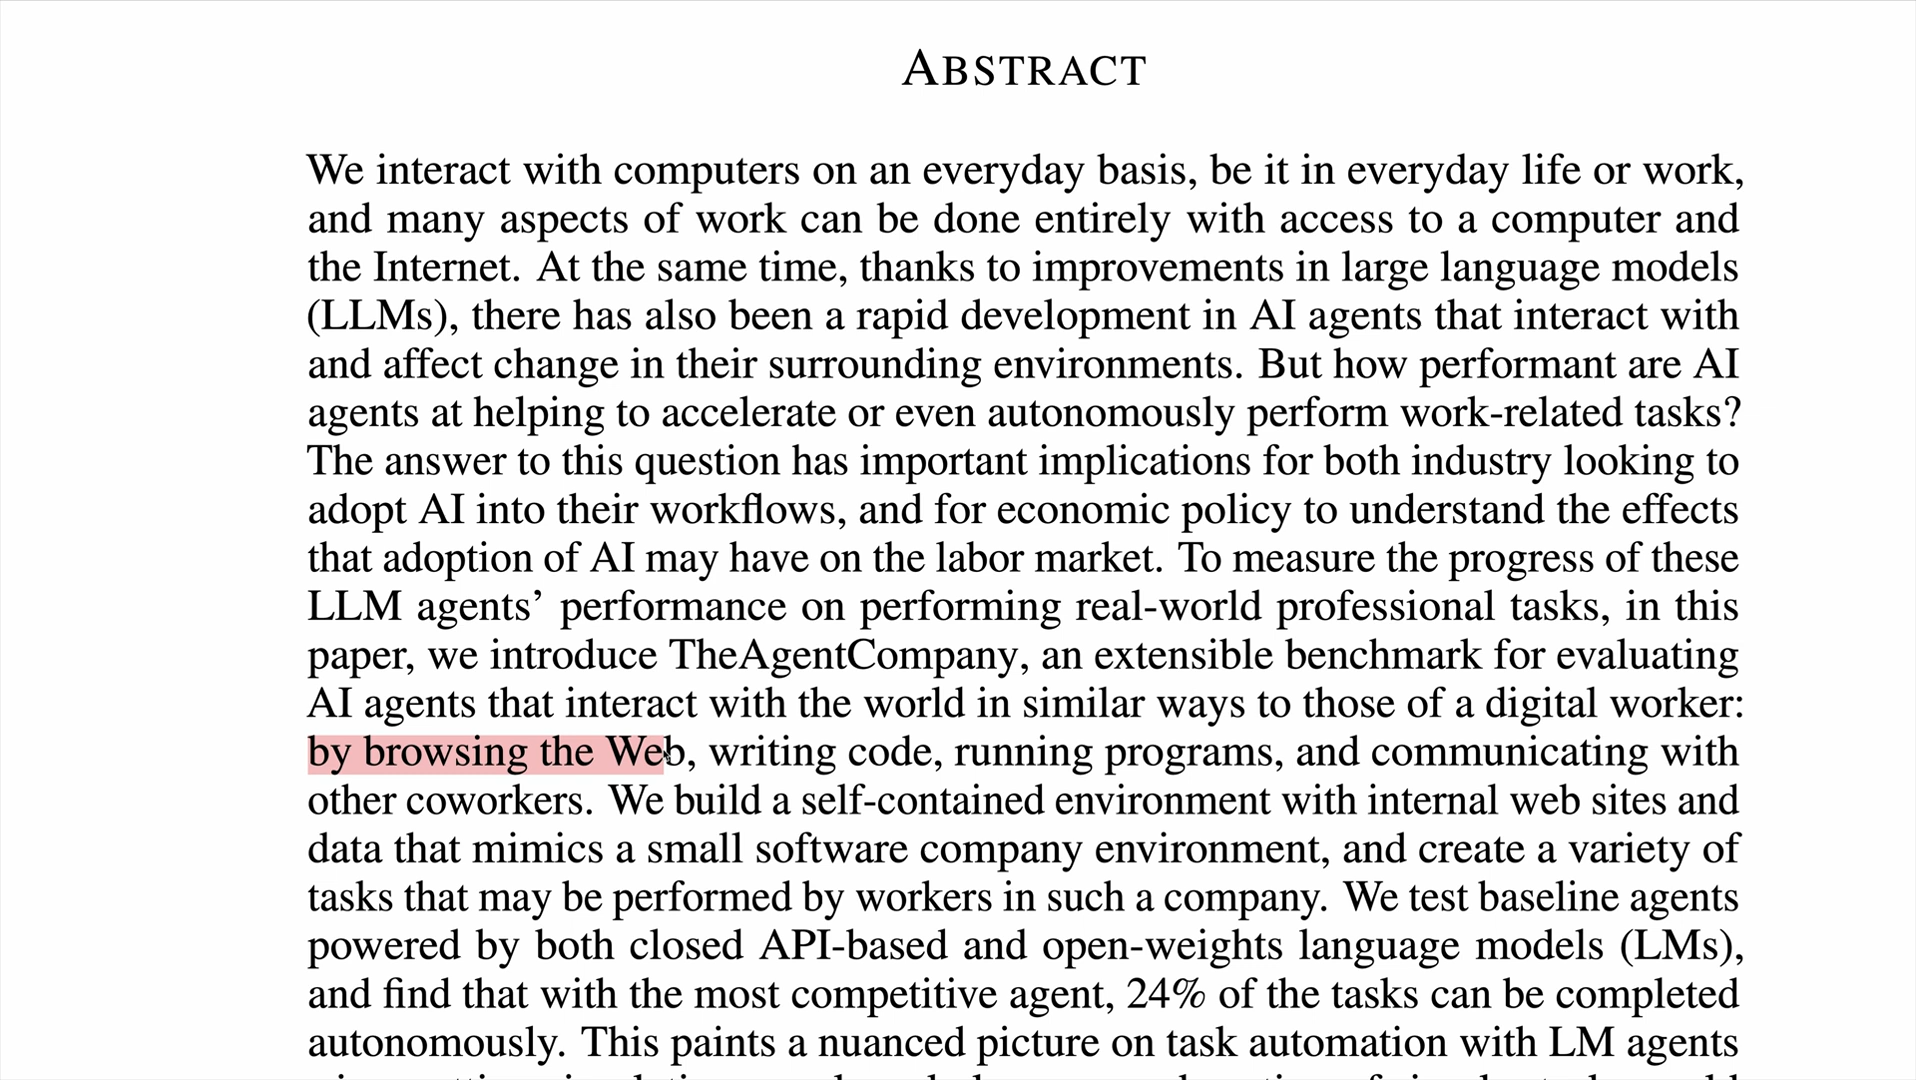 ABSTRACT
We interact with computers on an everyday basis, be it in everyday life or work,
and many aspects of work can be done entirely with access to a computer and
the Internet. At the same time, thanks to improvements in large language models
(LLMs), there has also been a rapid development in AI agents that interact with
and affect change in their surrounding environments. But how performant are AI
agents at helping to accelerate or even autonomously perform work-related tasks?
The answer to this question has important implications for both industry looking to
adopt AI into their workflows, and for economic policy to understand the effects
that adoption of AI may have on the labor market. To measure the progress of these
LLM agents’ performance on performing real-world professional tasks, in this
paper, we introduce TheAgentCompany, an extensible benchmark for evaluating
AI agents that interact with the world in similar ways to those of a digital worker:
by browsing the Web, writing code, running programs, and communicating with
other coworkers. We build a self-contained environment with internal web sites and
data that mimics a small software company environment, and create a variety of
tasks that may be performed by workers in such a company. We test baseline agents
powered by both closed API-based and open-weights language models (LMs),
and find that with the most competitive agent, 24% of the tasks can be completed
autonomously. This paints a nuanced picture on task automation with LM agents